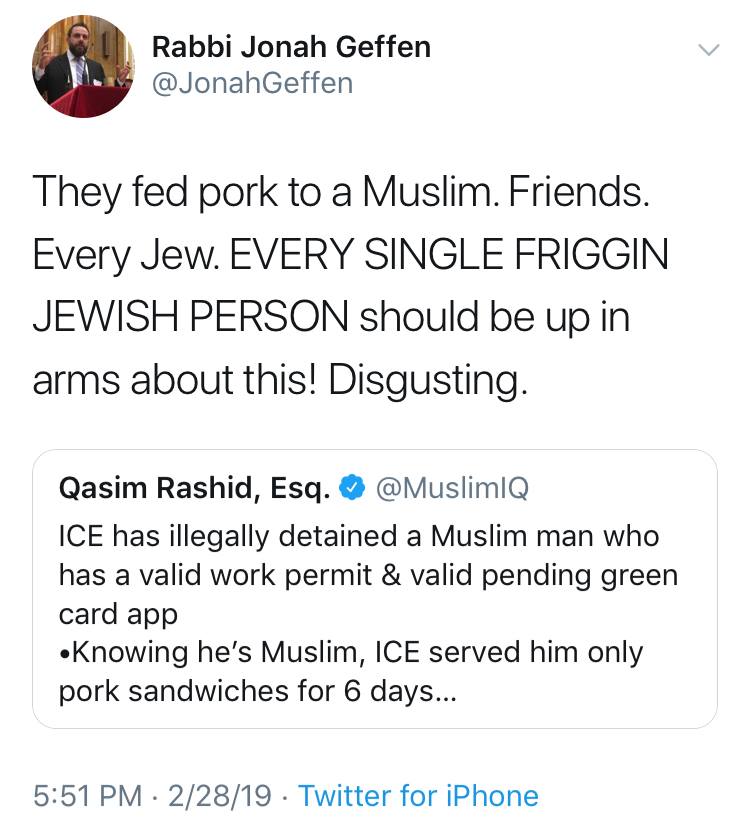 Rabbi Jonah Geffen
@JonahGeffen
They fed pork to a Muslim. Friends.
Every Jew. EVERY SINGLE FRIGGIN
JEWISH PERSON should be up in
arms about this! Disgusting.
Qasim Rashid, Esq. @MuslimIQ
ICE has illegally detained a Muslim man who
has a valid work permit & valid pending green
card app
•Knowing he’s Muslim, ICE served him only
pork sandwiches for 6 days...
5:51 PM · 2/28/19 · Twitter for iPhone